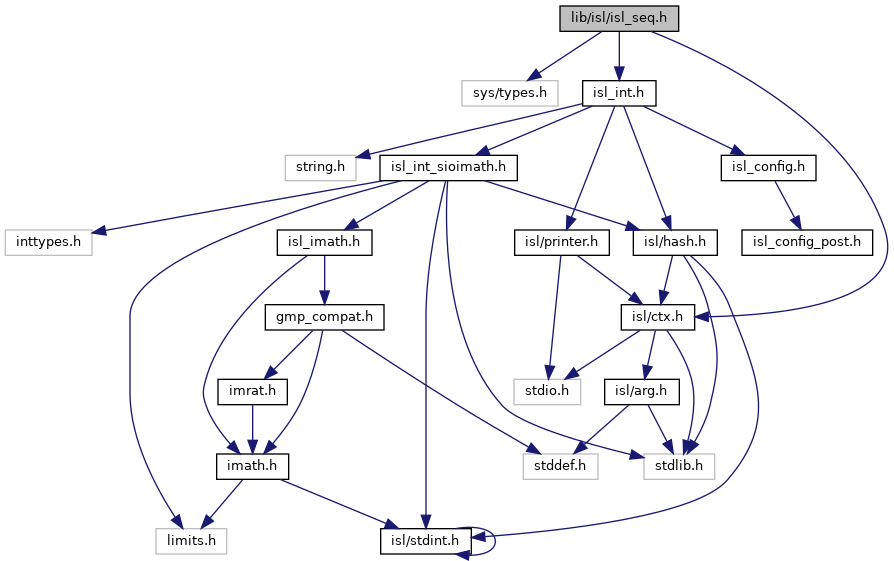 lib/isl/isl_seq.h
sys/types.h
isl_int.h
string.h
isl_int_sioimath.h
isl_config.h
inttypes.h
isl_imath.h
isl/printer.h
isl/hash.h
isl_config_post.h
gmp_compat.h
isl/ctx.h
imrat.h
stdio.h
isl/arg.h
imath.h
stddef.h
stdlib.h
limits.h
isl/stdint.h